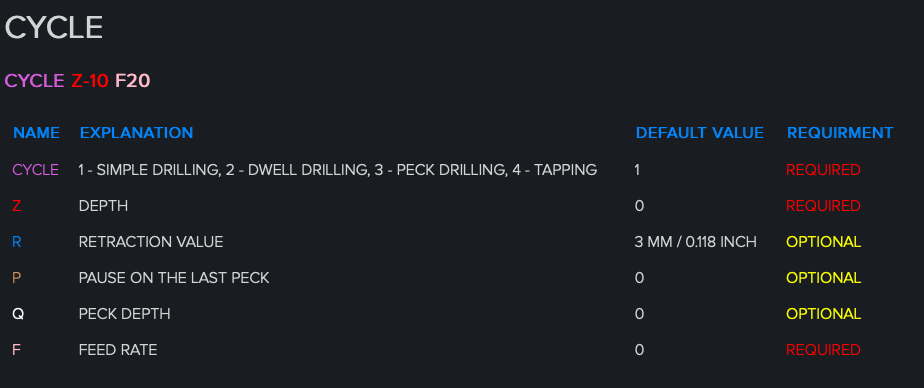 CYCLE
CYCLE Z-10 F20
NAME EXPLANATION DEFAULT VALUE REQUIRMENT
CYCLE 1 - SIMPLE DRILLING, 2 - DWELL DRILLING, 3 - PECK DRILLING, 4 - TAPPING 1 REQUIRED
Z DEPTH 0 REQUIRED
R RETRACTION VALUE 3 MM / 0.118 INCH OPTIONAL
P PAUSE ON THE LAST PECK 0 OPTIONAL
Q PECK DEPTH 0 OPTIONAL
F FEED RATE 0 REQUIRED